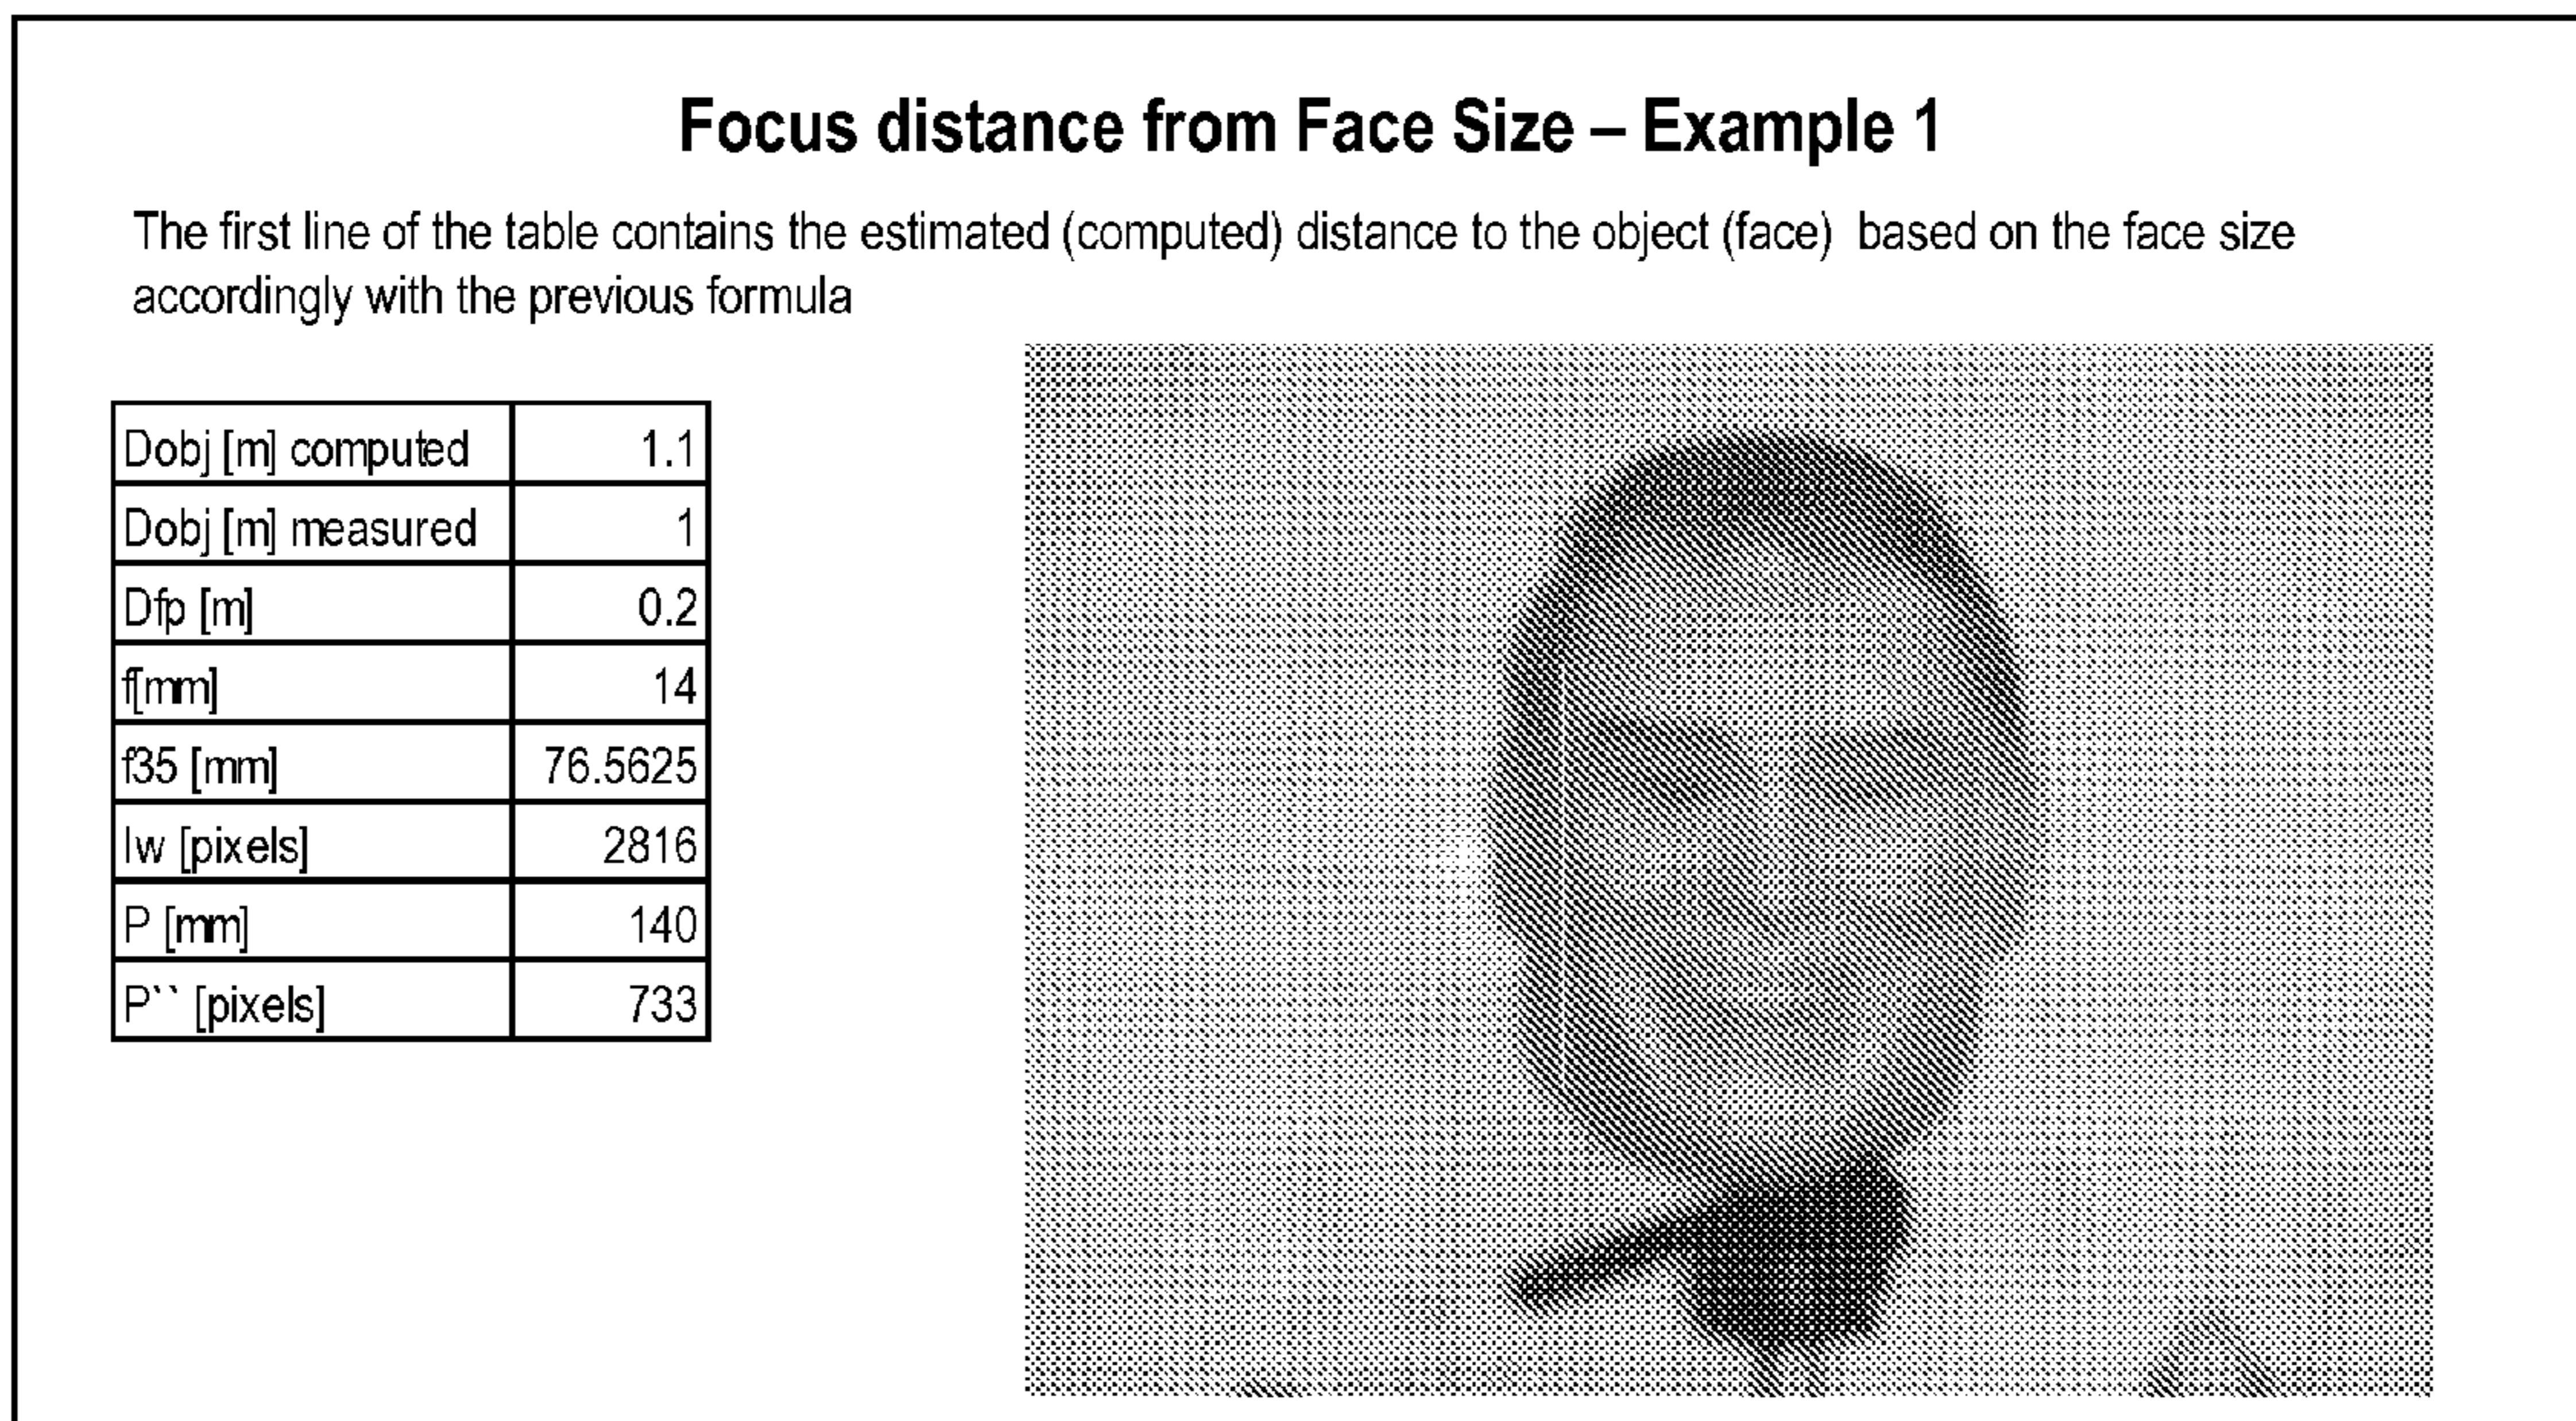 Focus distance from Face Size – Example 1
The first line of the table contains the estimated (computed) distance to the object (face) based on the face size
accordingly with the previous formula
Dobj [m] computed 1.1
Dobj [m] measured 1
Dfp [m] 0.2
f[mm] 14
f35 [mm] 76.5625
Iw [pixels] 2816
P [mm] 140
P`` [pixels] 733